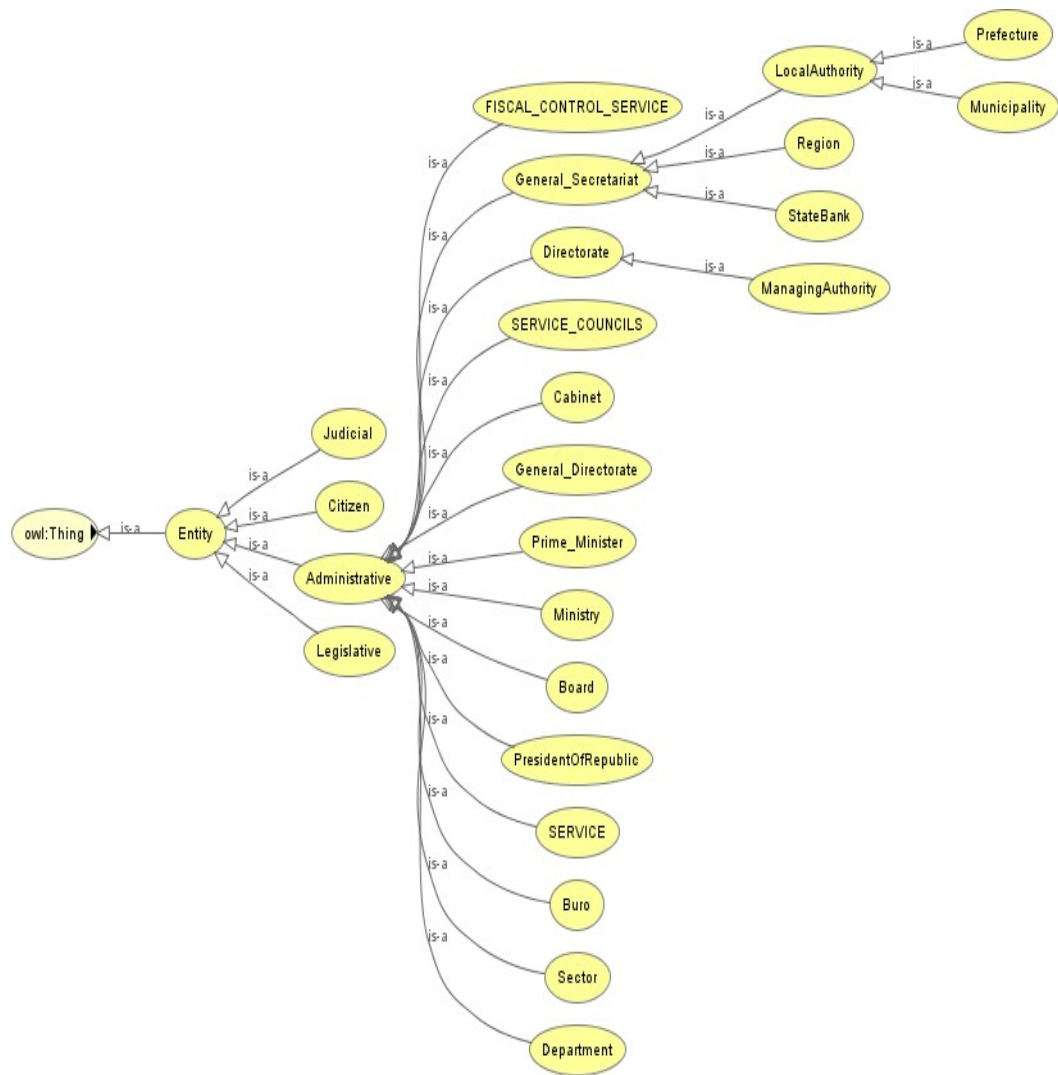 Prefecture
is-a
LocalAuthority
is-a
Municipality
FISCAL_CONTROL_SERVICE
is-a
is-a
Region
is-a
General_Secretariat
is-a
StateBank
is-a
Directorate
is-a
ManagingAuthority
is-a
SERVICE_COUNCILS
is-a
Cabinet
Judicial
is-a
General_Directorate
is-a
Citizen
is-a
is-a
owl:Thing
is-a
Entity
Prime_Minister
is-a
is-a
Administrative
is-a
Ministry
is-a
is-a
Legislative
is-a
Board
is-a
PresidentOfRepublic
is-a
SERVICE
is-a
Buro
is-a
Sector
Department